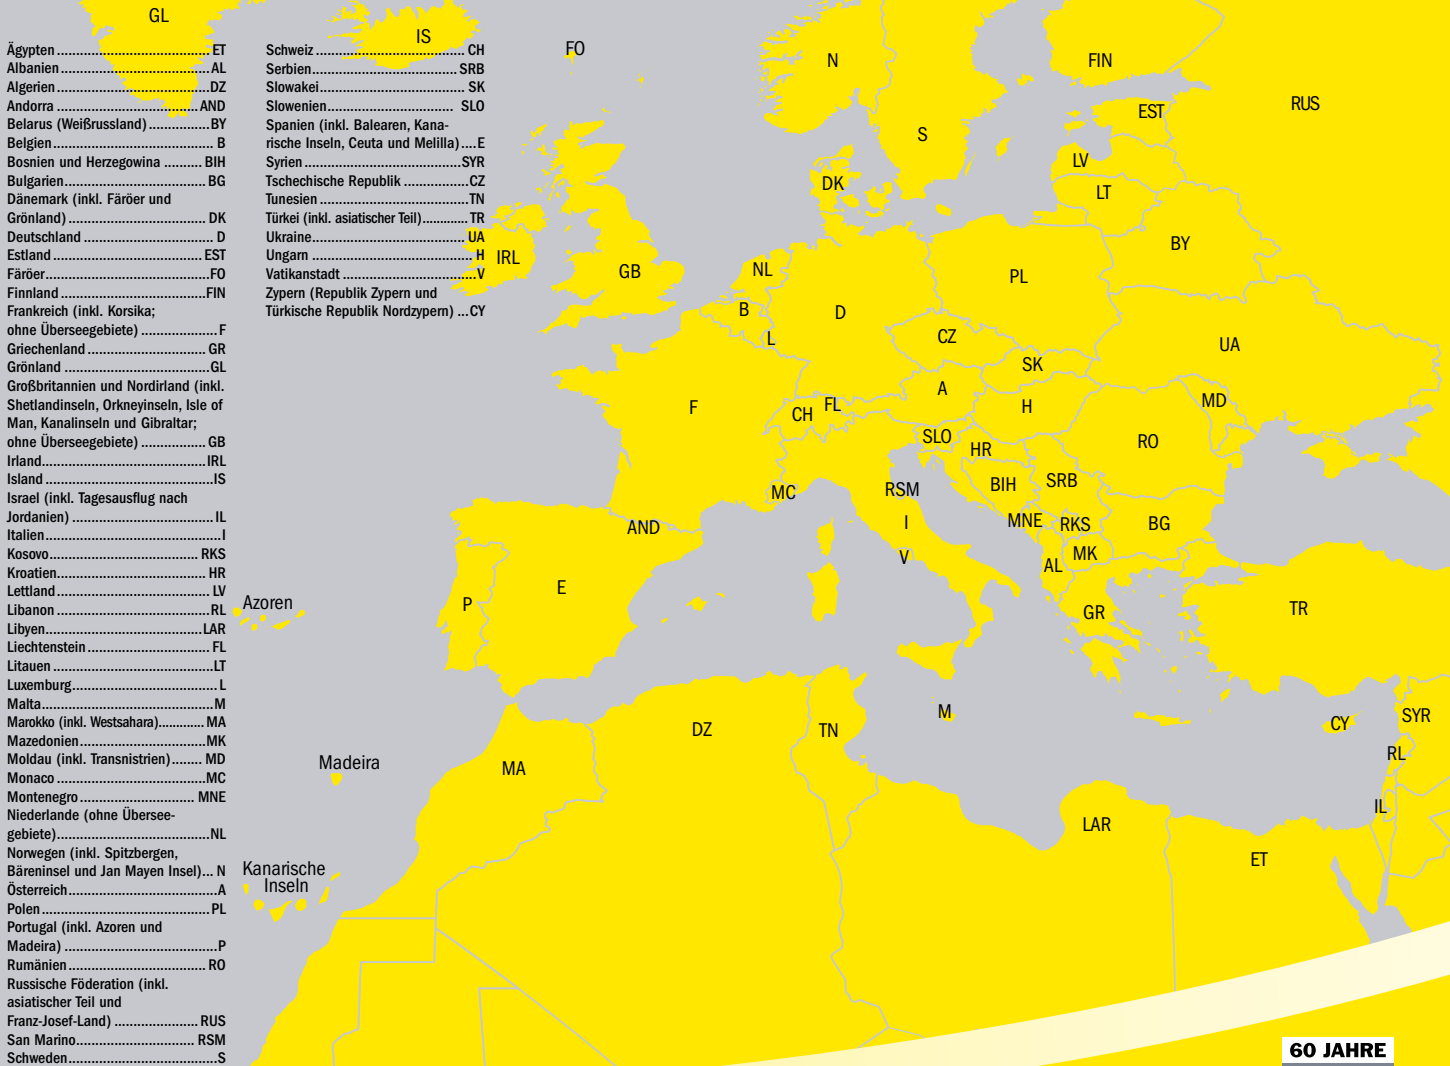 Ägypten ET
Albanien AL
Algerien DZ
Andorra AND
Belarus (Weißrussland) BY
Belgien B
Bosnien und Herzegowina BIH
Bulgarien BG
Dänemark (inkl. Färöer und
Grönland) DK
Deutschland D
Estland EST
Färöer FO
Finnland FIN
Frankreich (inkl. Korsika;
ohne Überseegebiete) F
Griechenland GR
Grönland GL
Großbritannien und Nordirland (inkl.
Shetlandinseln, Orkneyinseln, Isle of
Man, Kanalinseln und Gibraltar;
ohne Überseegebiete) GB
Irland IRL
Island IS
Israel (inkl. Tagesausflug nach
Jordanien) IL
Italien I
Kosovo RKS
Kroatien HR
Lettland LV
Libanon RL
Libyen LAR
Liechtenstein FL
Litauen LT
Luxemburg L
Malta M
Marokko (inkl. Westsahara) MA
Mazedonien MK
Moldau (inkl. Transnistrien) MD
Monaco MC
Montenegro MNE
Niederlande (ohne Übersee-
gebiete) NL
Norwegen (inkl. Spitzbergen,
Bäreninsel und Jan Mayen Insel) N
Österreich A
Polen PL
Portugal (inkl. Azoren und
Madeira) P
Rumänien RO
Russische Föderation (inkl.
asiatischer Teil und
Franz-Josef-Land) RUS
San Marino RSM
Schweden S
Schweiz CH
Serbien SRB
Slowakei SK
Slowenien SLO
Spanien (inkl. Balearen, Kana-
rische Inseln, Ceuta und Melilla) E
Syrien SYR
Tschechische Republik CZ
Tunesien TN
Türkei (inkl. asiatischer Teil) TR
Ukraine UA
Ungarn H
Vatikanstadt V
Zypern (Republik Zypern und
Türkische Republik Nordzypern) CY
GL
IS
FO
N
FIN
RUS
EST
S
LV
DK
LT
BY
IRL
GB
NL
PL
B
D
L
CZ
UA
SK
A
MD
F
CH
FL
H
SLO
HR
RO
MC
RSM
BIH
SRB
AND
I
MNE
RKS
BG
V
AL
MK
E
Azoren
P
GR
TR
M
DZ
TN
CY
SYR
Madeira
MA
RL
IL
LAR
ET
Kanarische
Inseln
60 JAHRE